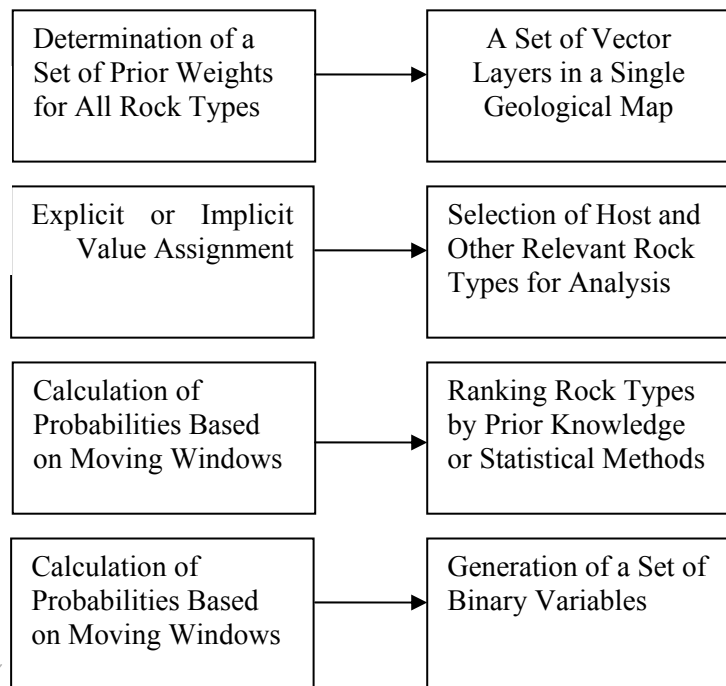 Determination of a
Set of Prior Weights
for All Rock Types
A Set of Vector
Layers in a Single
Geological Map
Explicit or Implicit
Value Assignment
Selection of Host and
Other Relevant Rock
Types for Analysis
Calculation of
Probabilities Based
on Moving Windows
Ranking Rock Types
by Prior Knowledge
or Statistical Methods
Calculation of
Probabilities Based
on Moving Windows
Generation of a Set of
Binary Variables